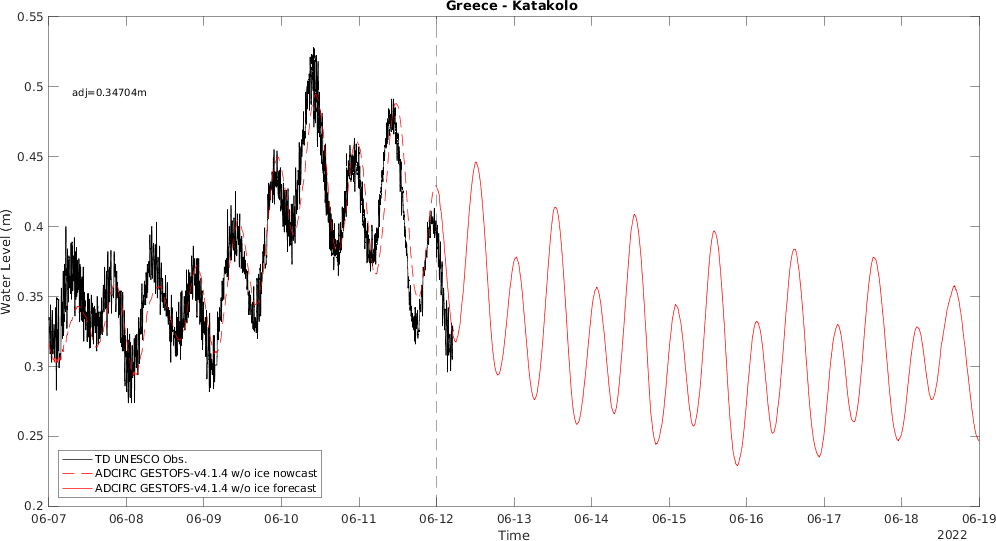 Greece - Katakolo
0.55
0.5
adj=0.34704m
0.45
0.4
0.35
0.3
0.25
0.2
Water Level (m)
TD UNESCO Obs.
ADCIRC GESTOFS-v4.1.4 w/o ice nowcast
ADCIRC GESTOFS-v4.1.4 w/o ice forecast
06-07 06-08 06-09 06-10 06-11 06-12 06-13 06-14 06-15 06-16 06-17 06-18 06-19
Time
2022